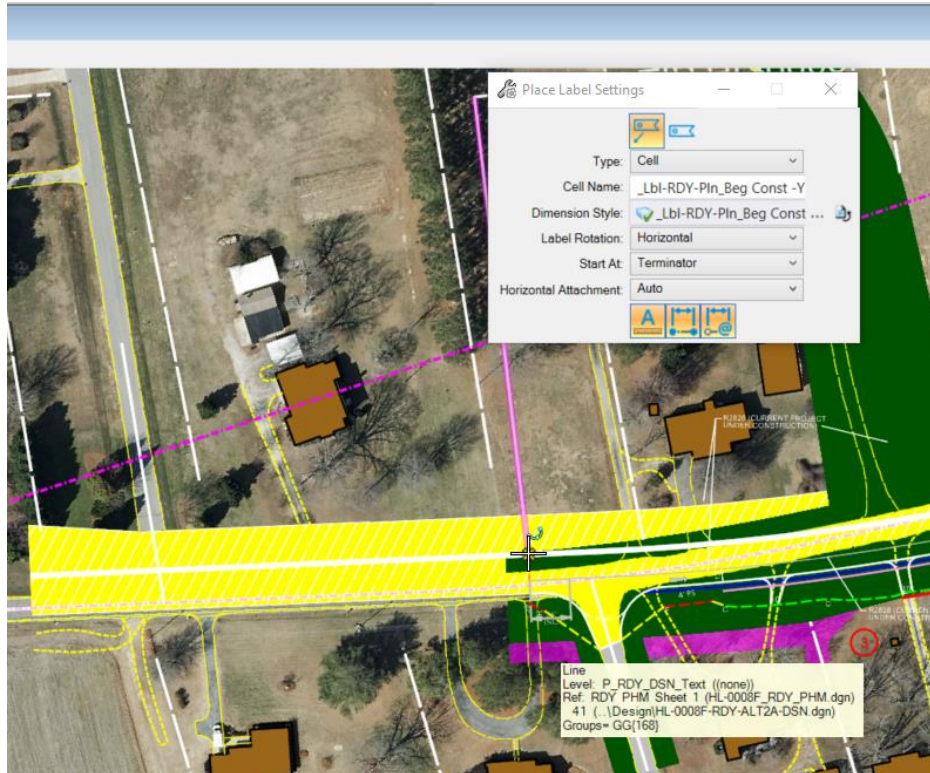 Place Label Settings
Type: Cell
Cell Name: _Lbl-RDY-Pln_Beg Const -Y
Dimension Style: _Lbl-RDY-Pln_Beg Const ...
Label Rotation: Horizontal
Start At: Terminator
Horizontal Attachment: Auto
A
(CURRENT PROJECT
UNDER CONSTRUCTION)
3
Line
Level: P_RDY_DSN_Text ((none))
Ref: RDY PHM Sheet 1 (HL-0008F_RDY_PHM.dgn)
41 (..\Design\HL-0008F-RDY-ALT2A-DSN.dgn)
Groups= GG{168}